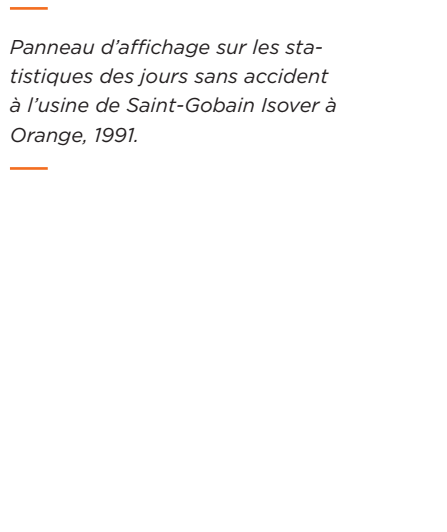 Panneau d’affichage sur les sta-
tistiques des jours sans accident
à l’usine de Saint-Gobain Isover à
Orange, 1991.